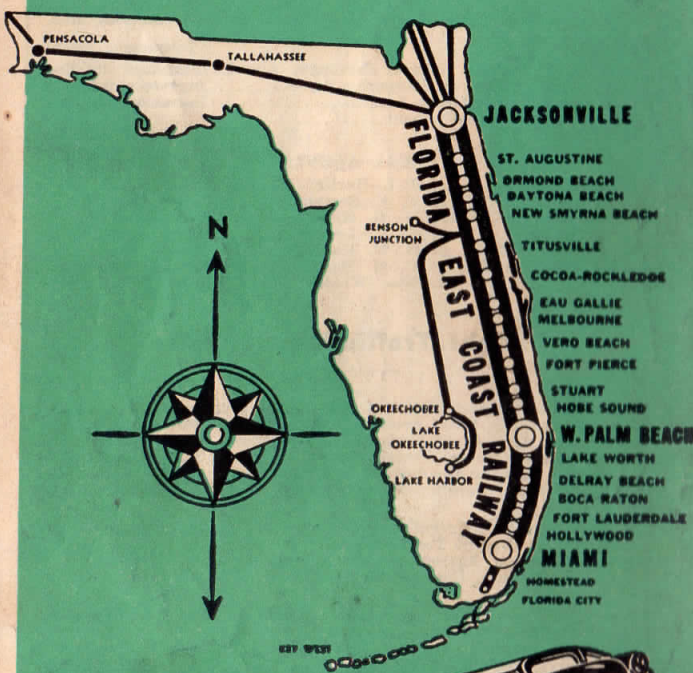 PENSACOLA
TALLAHASSEE
JACKSONVILLE
ST. AUGUSTINE
ORMOND BEACH
DAYTONA BEACH
NEW SMYRNA BEACH
BENSON
JUNCTION
TITUSVILLE
COCOA-ROCKLEDGE
EAU GALLIE
MELBOURNE
VERO BEACH
FORT PIERCE
STUART
HOBE SOUND
FLORIDA EAST COAST RAILWAY
N
OKEECHOBEE
LAKE
OKEECHOBEE
LAKE HARBOR
W. PALM BEACH
LAKE WORTH
DELRAY BEACH
BOCA RATON
FORT LAUDERDALE
HOLLYWOOD
MIAMI
HOMESTEAD
FLORIDA CITY
KEY WEST